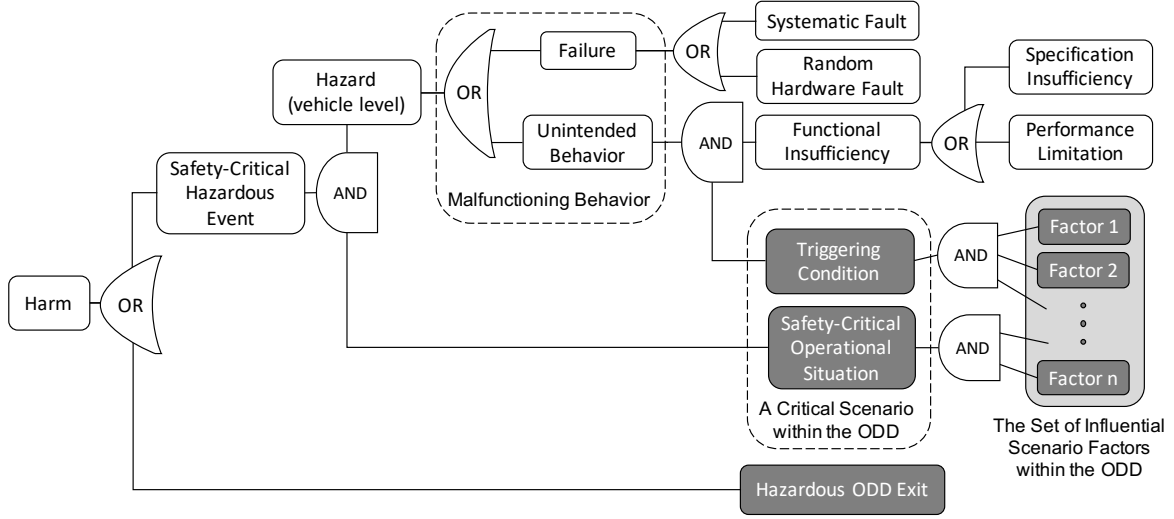 Systematic Fault
OR
Failure
Random
Hardware Fault
Specification
Insufficiency
Hazard
(vehicle level)
OR
Unintended
Behavior
AND
Functional
Insufficiency
OR
Performance
Limitation
Malfunctioning Behavior
Safety-Critical
Hazardous
Event
AND
Triggering
Condition
AND
Factor 1
Factor 2
Harm
OR
Safety-Critical
Operational
Situation
AND
Factor n
A Critical Scenario
within the ODD
The Set of Influential
Scenario Factors
within the ODD
Hazardous ODD Exit